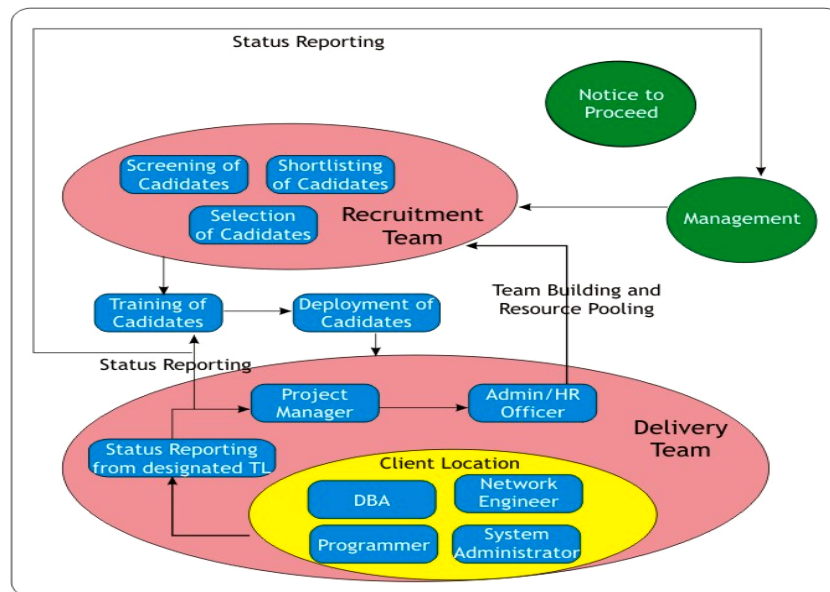 Status Reporting
Notice to
Proceed
Screening of
Cadidates
Shortlisting
of Cadidates
Selection
of Cadidates
Recruitment
Team
Management
Training of
Cadidates
Deployment of
Cadidates
Team Building and
Resource Pooling
Status Reporting
Project
Manager
Admin/HR
Officer
Delivery
Team
Status Reporting
from designated TL
Client Location
DBA
Network
Engineer
Programmer
System
Administrator